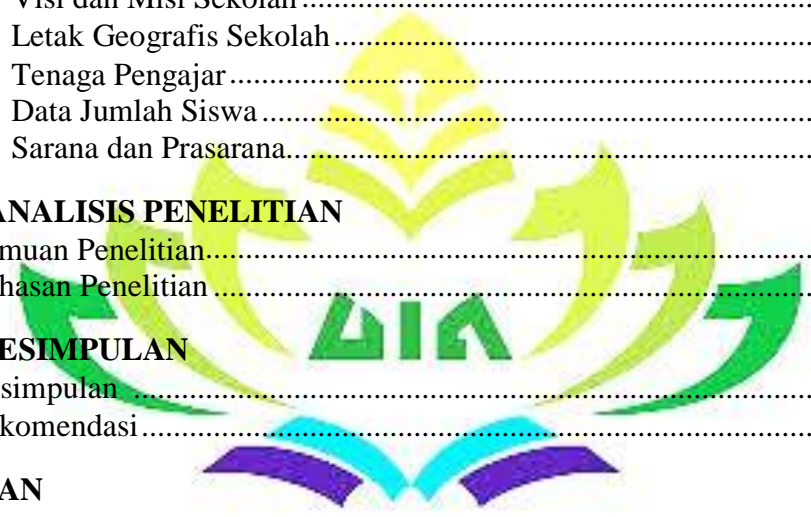 Visi dan Misi Sekolah ..........................................................................
Letak Geografis Sekolah ......................................................................
Tenaga Pengajar ..................................................................................
Data Jumlah Siswa ..............................................................................
Sarana dan Prasarana...........................................................................
ANALISIS PENELITIAN
muan Penelitian....................................................................................
hasan Penelitian ...................................................................................
UIN
ESIMPULAN
simpulan ..............................................................................................
komendasi............................................................................................
AN